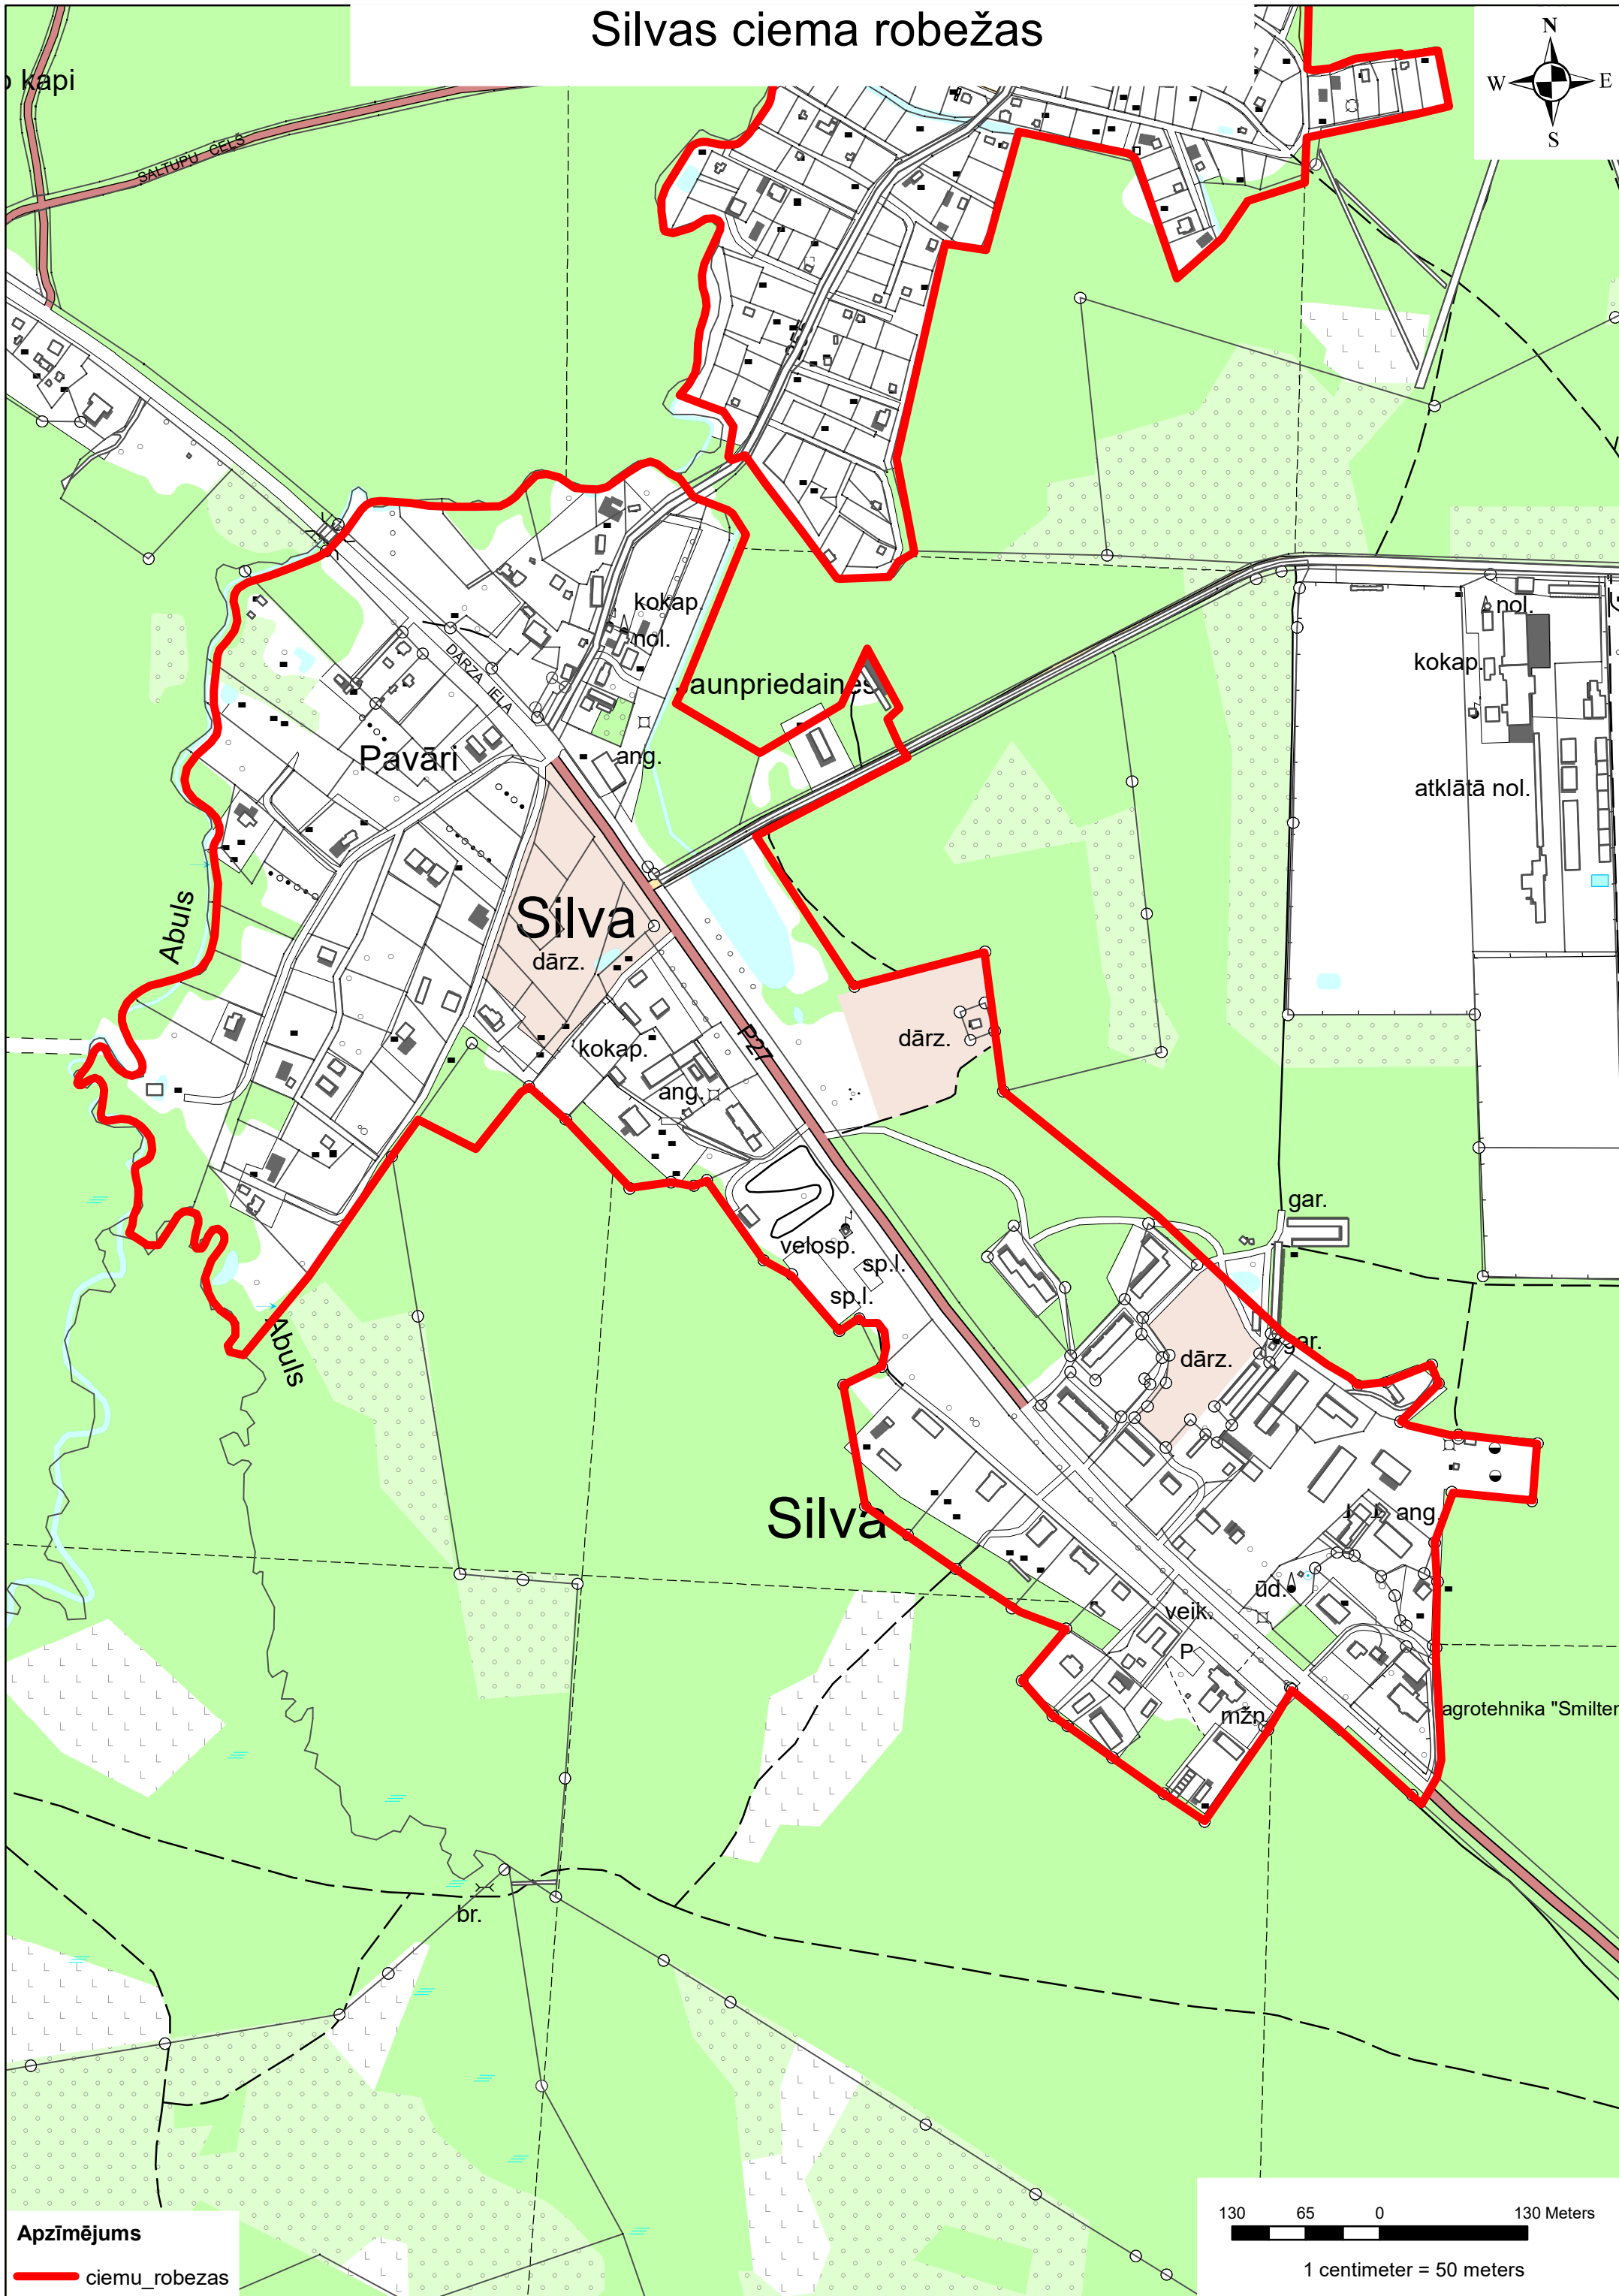 Silvas ciema robežas
N
W E
S
kapi
SALTUPU CEĻŠ
kokap.
nol.
nol.
DĀRZA IELA
kokap.
Jaunpriedaines
Pavāri
ang.
atklātā nol.
Silva
Abuls
dārz.
P27
dārz.
kokap.
ang.
gar.
velosp.
sp.l.
sp.l.
Abuls
gar.
dārz.
Silva
ang.
ūd.
veik.
P
mžn.
agrotehnika "Smilten
br.
130 65 0 130 Meters
1 centimeter = 50 meters
Apzīmējums
ciemu_robezas